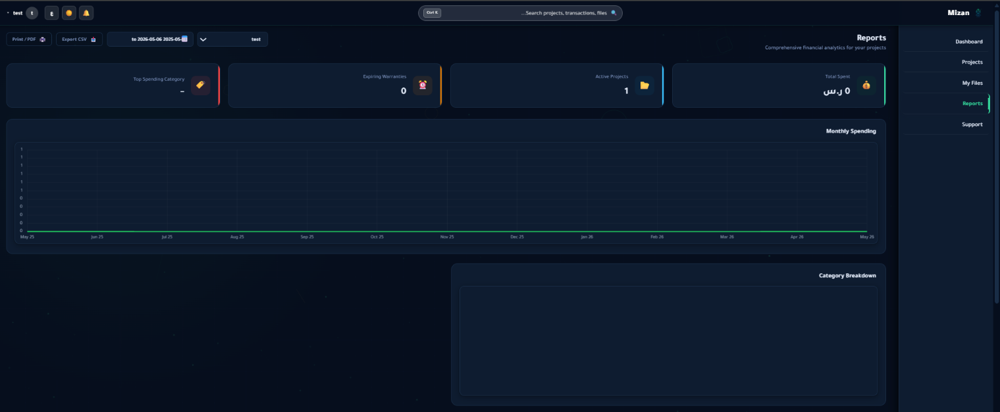 Mizan
...Search projects, transactions, files
Ctrl K
ع
t
test
Dashboard
Projects
My Files
Reports
Support
Reports
Comprehensive financial analytics for your projects
test
to 2026-05-06 2025-05-
Export CSV
Print / PDF
Total Spent
0 ر.س
Active Projects
1
Expiring Warranties
0
Top Spending Category
–
Monthly Spending
1
1
1
1
1
1
0
0
0
0
0
May 25 Jun 25 Jul 25 Aug 25 Sep 25 Oct 25 Nov 25 Dec 25 Jan 26 Feb 26 Mar 26 Apr 26 May 26
Category Breakdown